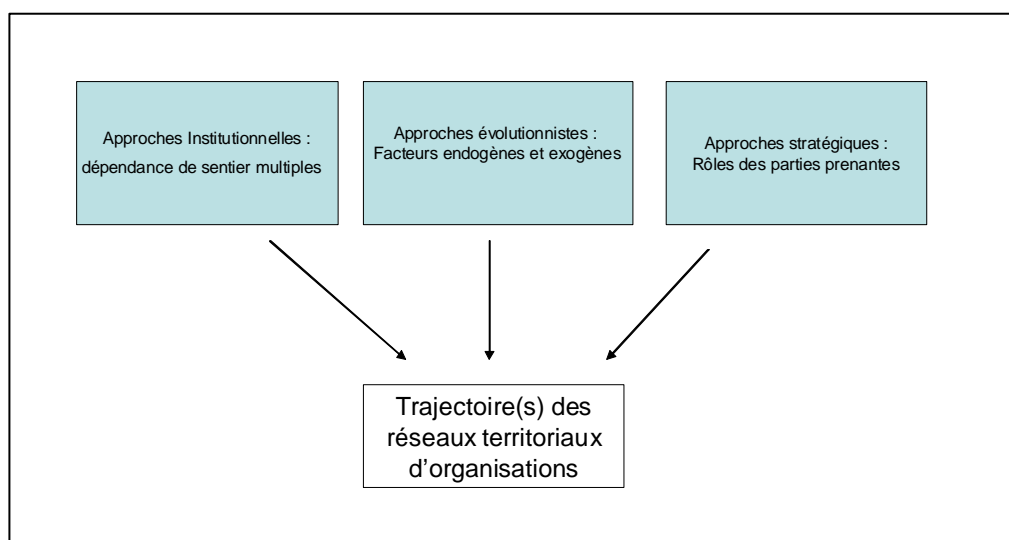 Approches Institutionnelles :
dépendance de sentier multiples
Approches évolutionnistes :
Facteurs endogènes et exogènes
Approches stratégiques :
Rôles des parties prenantes
Trajectoire(s) des
réseaux territoriaux
d'organisations